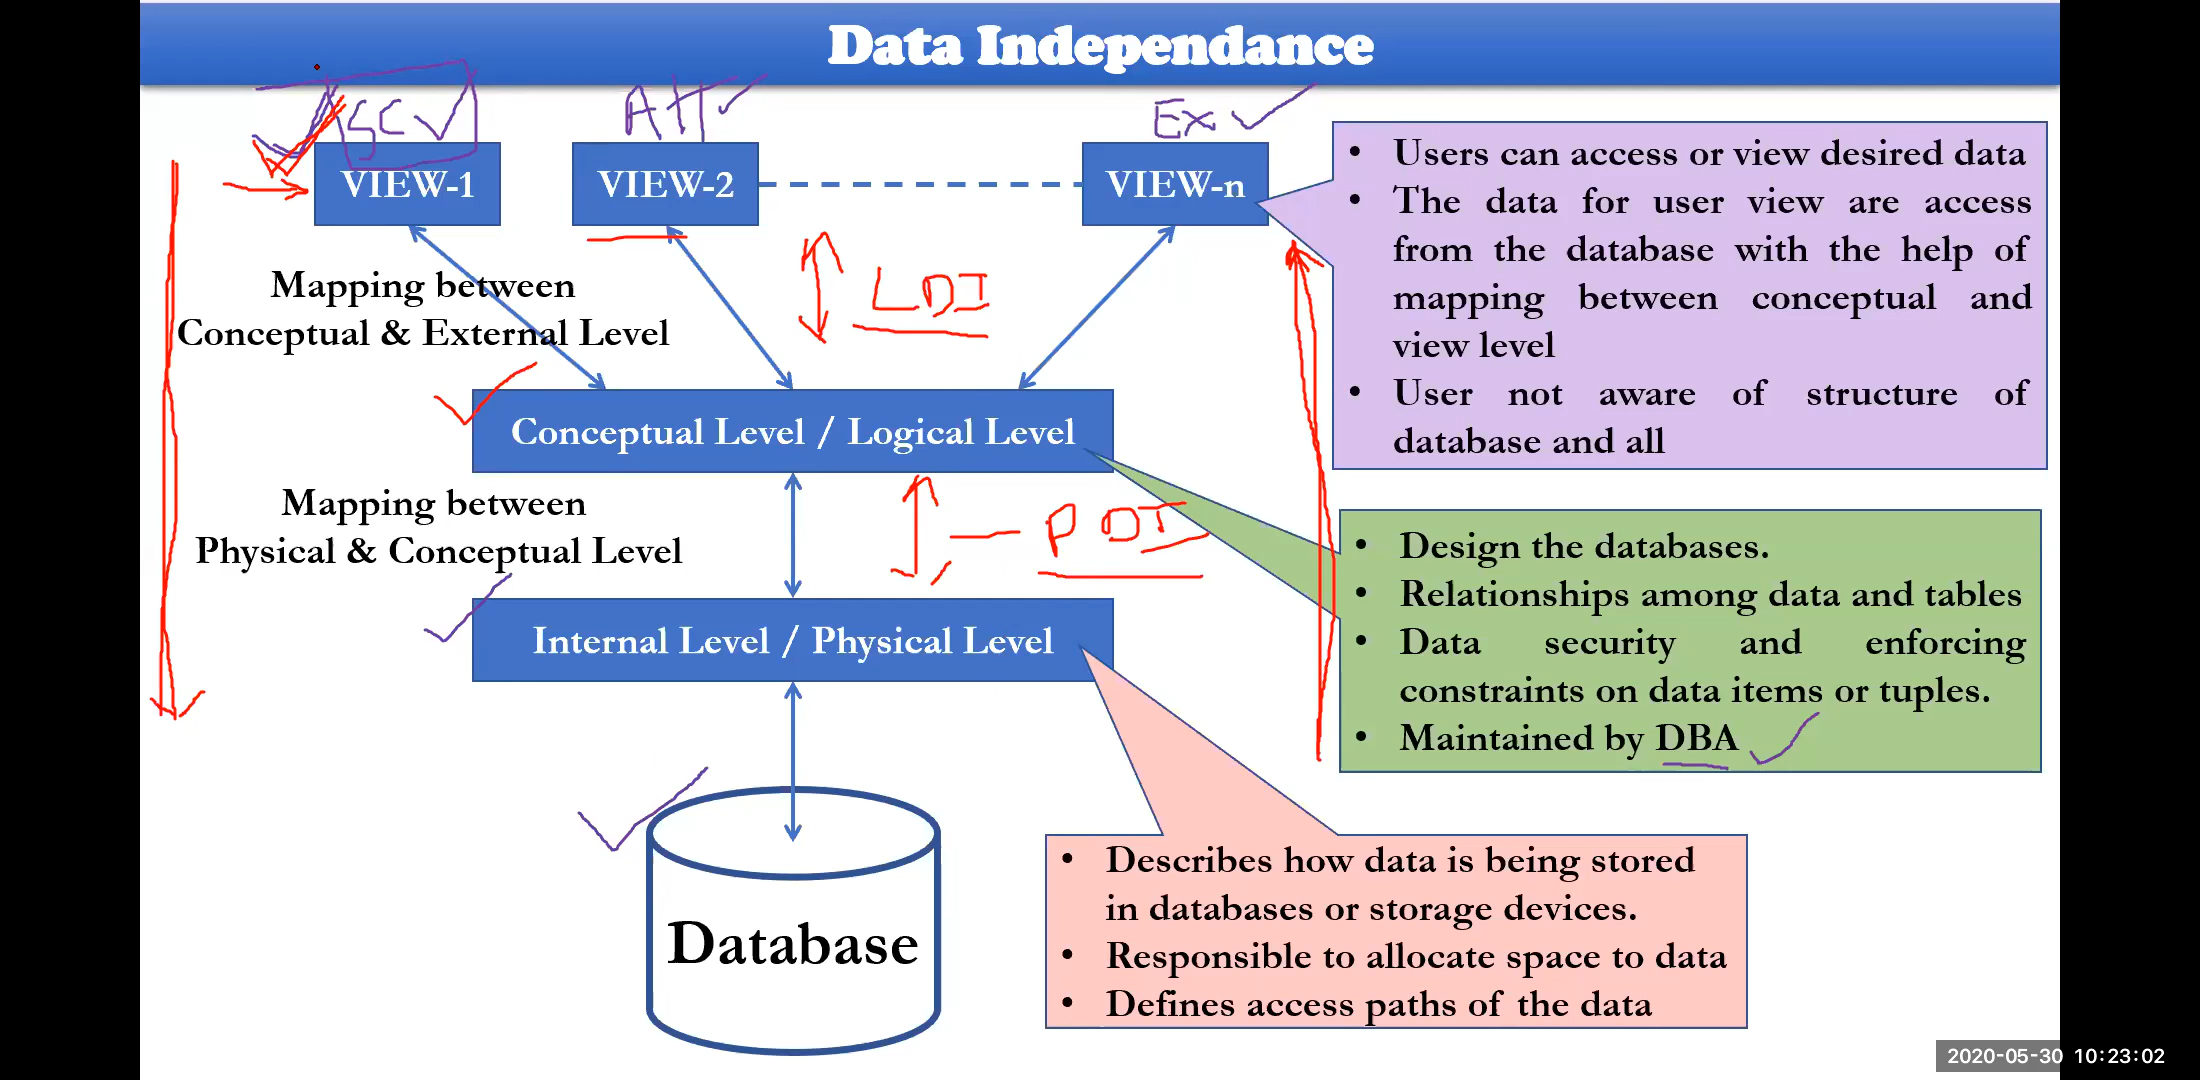 Data Independance
SC
AH
Ex
VIEW-1
VIEW-2
VIEW-n
Mapping between
Conceptual & External Level
LDI
Conceptual Level / Logical Level
Mapping between
Physical & Conceptual Level
PDI
Internal Level / Physical Level
Database
• Users can access or view desired data
• The data for user view are access
from the database with the help of
mapping between conceptual and
view level
• User not aware of structure of
database and all
• Design the databases.
• Relationships among data and tables
• Data security and enforcing
constraints on data items or tuples.
• Maintained by DBA
• Describes how data is being stored
in databases or storage devices.
• Responsible to allocate space to data
• Defines access paths of the data
2020-05-30 10:23:02